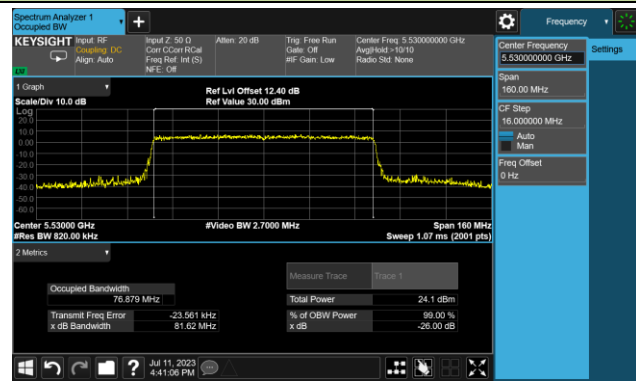 Spectrum Analyzer 1
Occupied BW
+
Frequency
KEYSIGHT
Input: RF
Coupling: DC
Align: Auto
Input Z: 50 Ω
Corr CCorr RCal
Freq Ref: Int (S)
NFE: Off
Atten: 20 dB
Trig: Free Run
Gate: Off
#IF Gain: Low
Center Freq: 5.530000000 GHz
Avg|Hold:>10/10
Radio Std: None
Center Frequency
5.530000000 GHz
Settings
Span
160.00 MHz
CF Step
16.000000 MHz
Auto
Man
Freq Offset
0 Hz
1 Graph
Scale/Div 10.0 dB
Ref Lvl Offset 12.40 dB
Ref Value 30.00 dBm
Log
20.0
10.0
0.00
-10.0
-20.0
-30.0
-40.0
-50.0
-60.0
Center 5.53000 GHz
#Res BW 820.00 kHz
#Video BW 2.7000 MHz
Span 160 MHz
Sweep 1.07 ms (2001 pts)
2 Metrics
Measure Trace
Trace 1
Occupied Bandwidth
76.879 MHz
Total Power
24.1 dBm
Transmit Freq Error
-23.561 kHz
% of OBW Power
99.00 %
x dB Bandwidth
81.62 MHz
x dB
-26.00 dB
?
Jul 11, 2023
4:41:06 PM